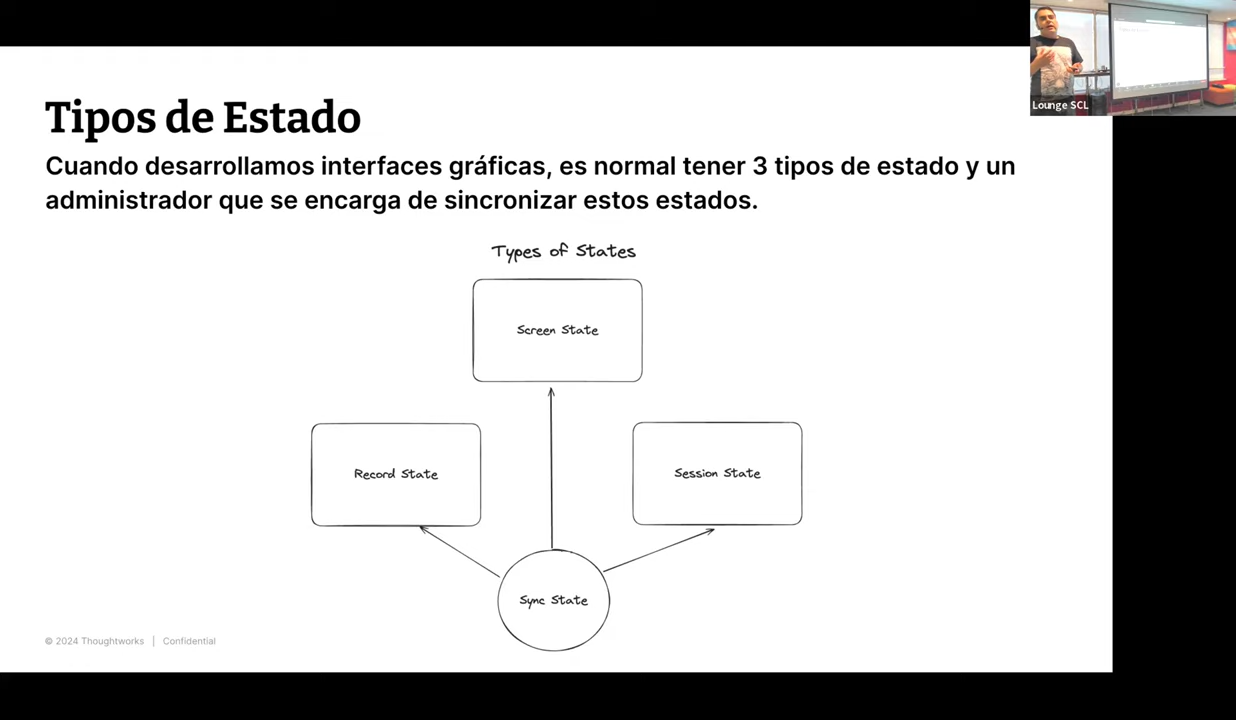 Lounge SCL
Tipos de Estado
Cuando desarrollamos interfaces gráficas, es normal tener 3 tipos de estado y un
administrador que se encarga de sincronizar estos estados.
Types of States
Screen State
Record State
Session State
Sync State
© 2024 Thoughtworks | Confidential